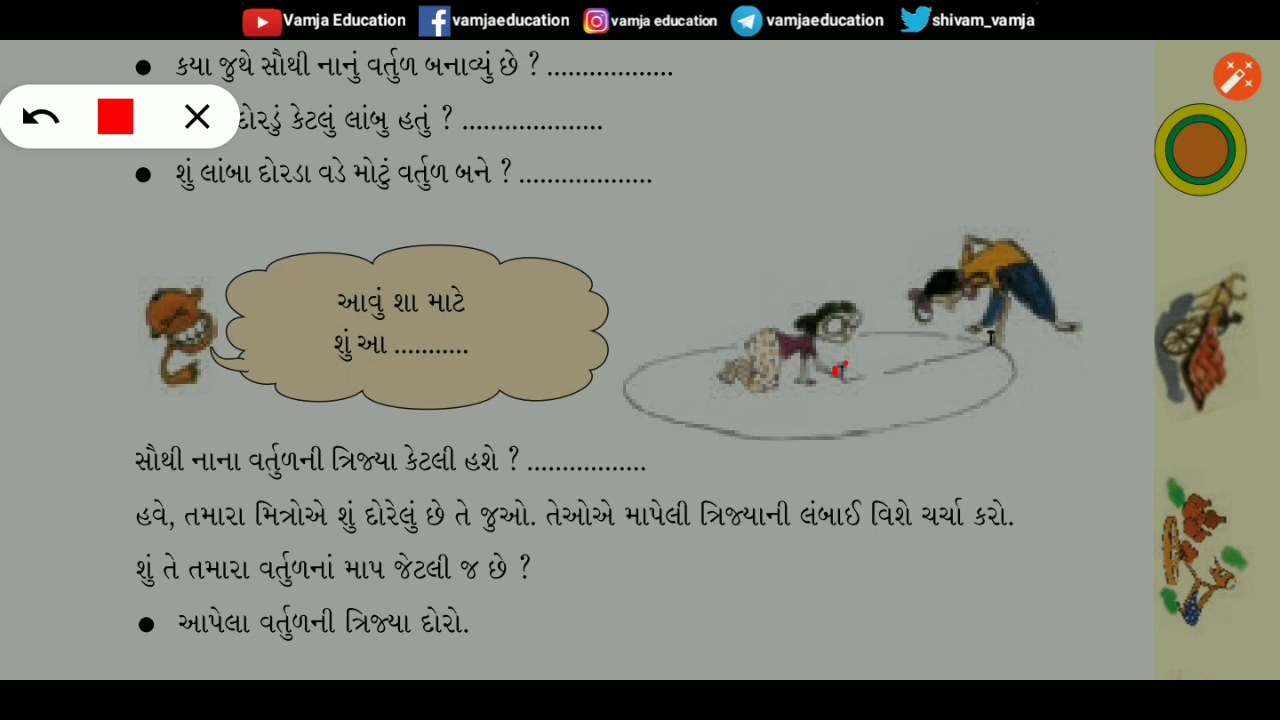 Vamja Education vamjaeducation vamja education vamjaeducation shivam_vamja
● કયા જુથે સૌથી નાનું વર્તુળ બનાવ્યું છે ? ..................
દોરડું કેટલું લાંબુ હતું ? ....................
● શું લાંબા દોરડા વડે મોટું વર્તુળ બને ? ...................
આવું શા માટે
શું આ ...........
સૌથી નાના વર્તુળની ત્રિજ્યા કેટલી હશે ? .................
હવે, તમારા મિત્રોએ શું દોરેલું છે તે જુઓ. તેઓએ માપેલી ત્રિજ્યાની લંબાઈ વિશે ચર્ચા કરો.
શું તે તમારા વર્તુળનાં માપ જેટલી જ છે ?
● આપેલા વર્તુળની ત્રિજ્યા દોરો.